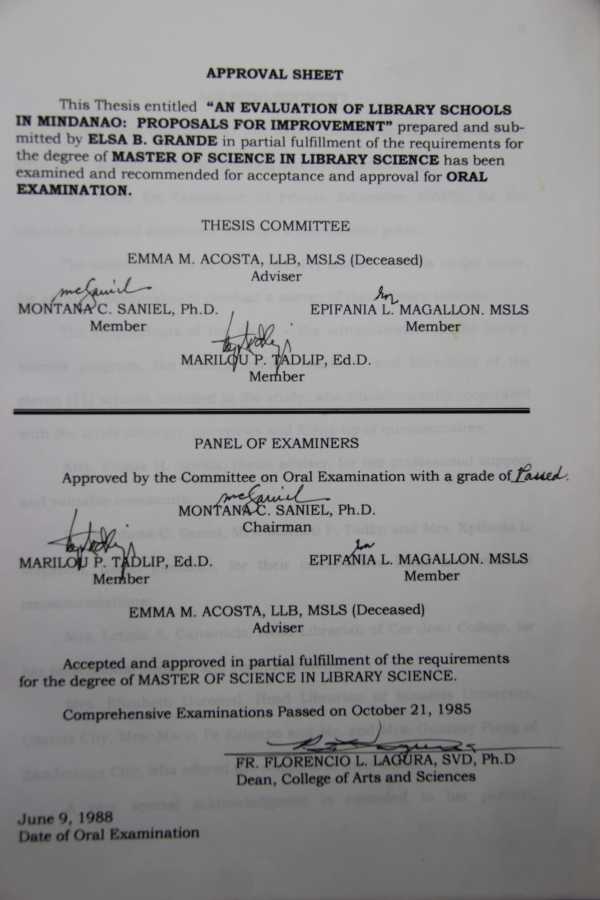 APPROVAL SHEET
This Thesis entitled "AN EVALUATION OF LIBRARY SCHOOLS
IN MINDANAO: PROPOSALS FOR IMPROVEMENT" prepared and sub-
mitted by ELSA B. GRANDE in partial fulfillment of the requirements for
the degree of MASTER OF SCIENCE IN LIBRARY SCIENCE has been
examined and recommended for acceptance and approval for ORAL
EXAMINATION.
THESIS COMMITTEE
EMMA M. ACOSTA, LLB, MSLS (Deceased)
Adviser
MONTANA C. SANIEL, Ph.D. EPIFANIA L. MAGALLON. MSLS
Member Member
MARILOU P. TADLIP, Ed.D.
Member
PANEL OF EXAMINERS
Approved by the Committee on Oral Examination with a grade of Passed.
MONTANA C. SANIEL, Ph.D.
Chairman
MARILOU P. TADLIP, Ed.D. EPIFANIA L. MAGALLON. MSLS
Member Member
EMMA M. ACOSTA, LLB, MSLS (Deceased)
Adviser
Accepted and approved in partial fulfillment of the requirements
for the degree of MASTER OF SCIENCE IN LIBRARY SCIENCE.
Comprehensive Examinations Passed on October 21, 1985
FR. FLORENCIO L. LAGURA, SVD, Ph.D
Dean, College of Arts and Sciences
June 9, 1988
Date of Oral Examination